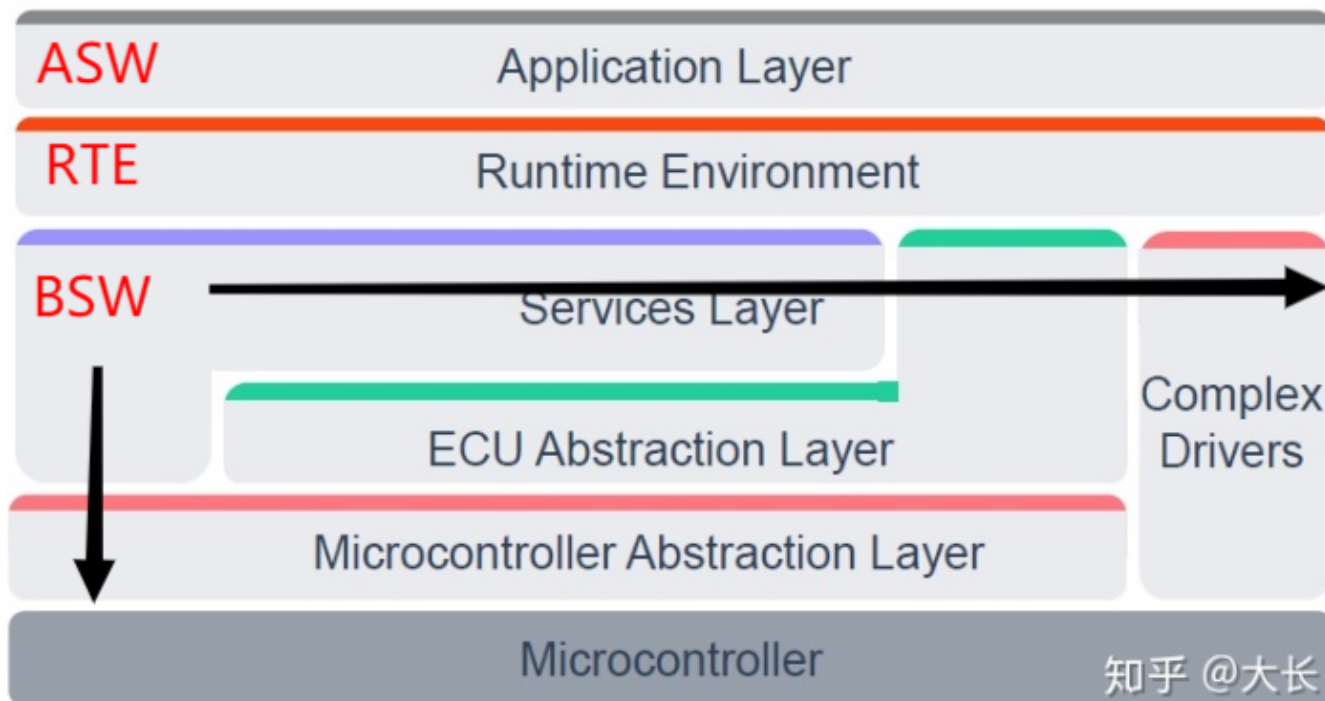 ASW
Application Layer
RTE
Runtime Environment
BSW
Services Layer
Complex
Drivers
ECU Abstraction Layer
Microcontroller Abstraction Layer
Microcontroller
知乎 @大长